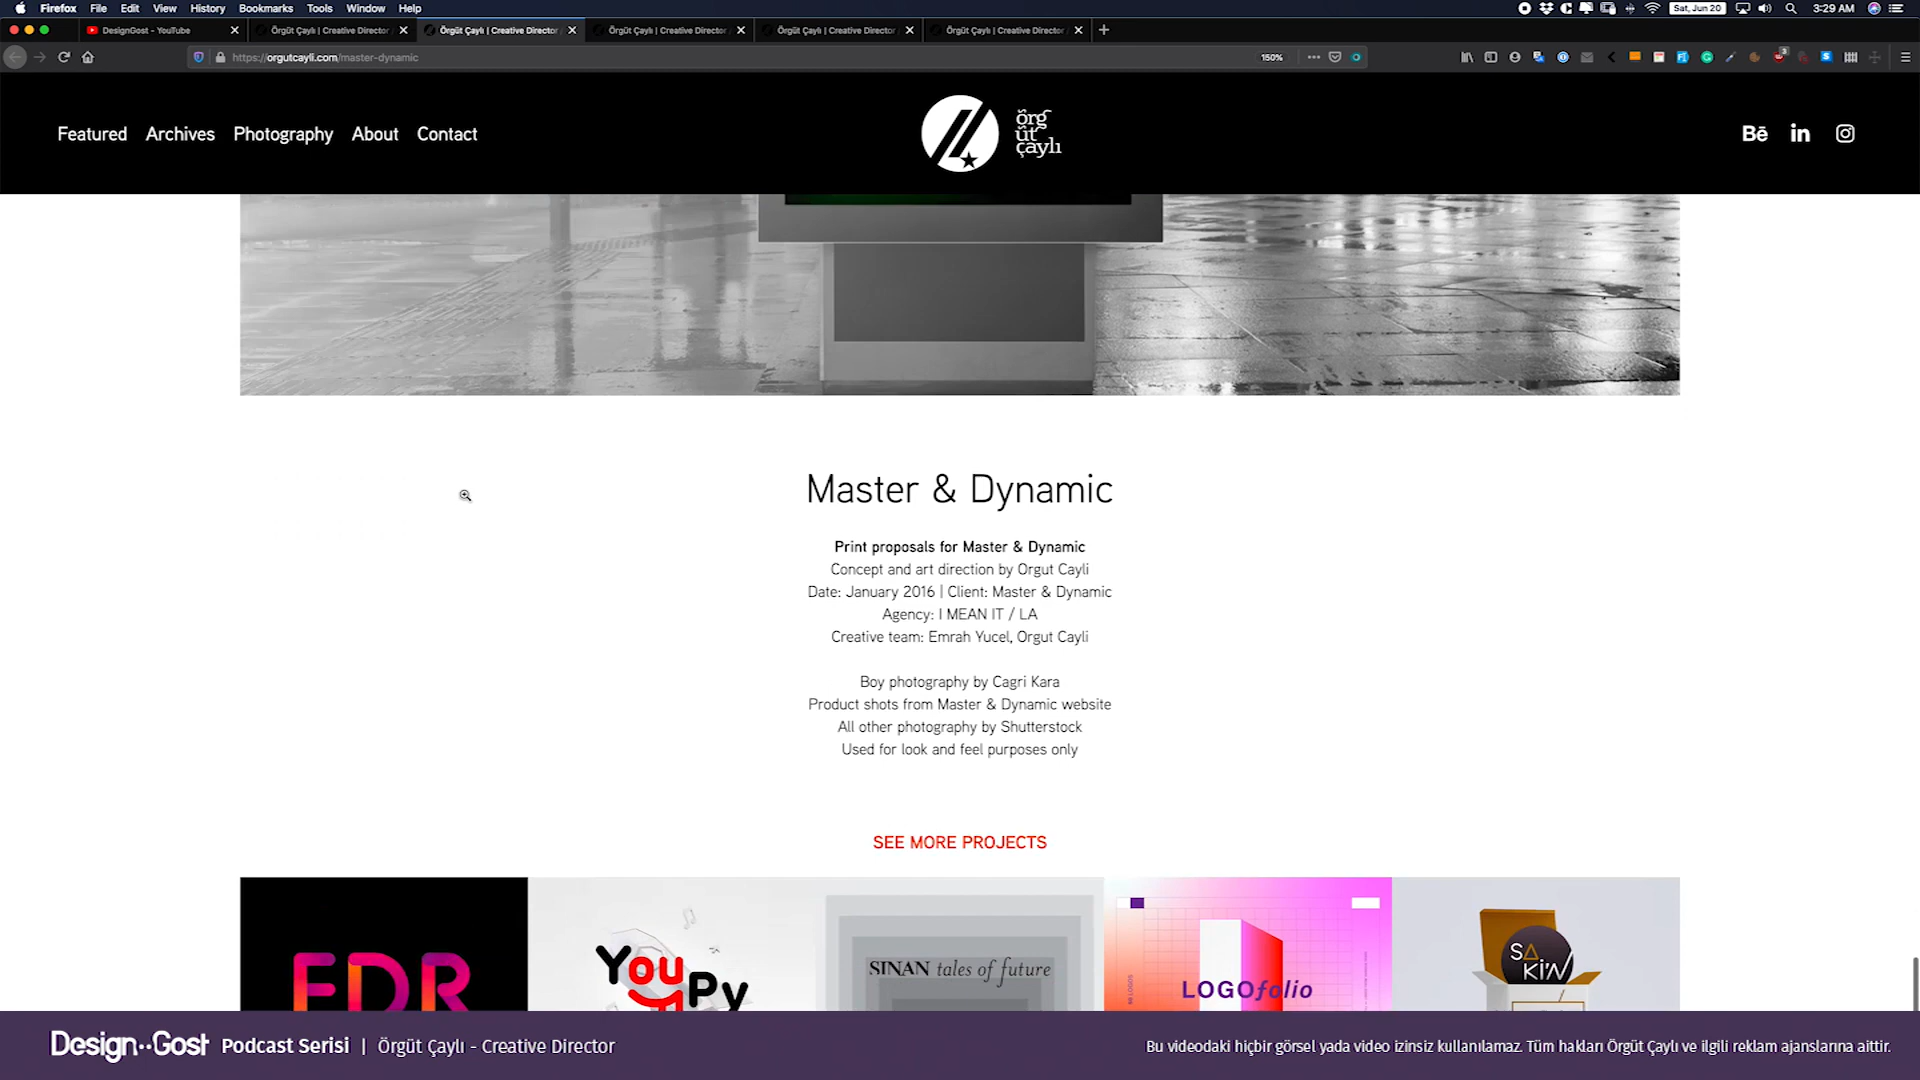 Firefox File Edit View History Bookmarks Tools Window Help
Sat, Jun 20 3:29 AM
DesignGost - YouTube
Örgüt Çaylı | Creative Director
Örgüt Çaylı | Creative Director
Örgüt Çaylı | Creative Director
Örgüt Çaylı | Creative Director
Örgüt Çaylı | Creative Director
https://orgutcayli.com/master-dynamic
150%
Featured Archives Photography About Contact
örg
üt
çaylı
Bē in
Master & Dynamic
Print proposals for Master & Dynamic
Concept and art direction by Orgut Cayli
Date: January 2016 | Client: Master & Dynamic
Agency: I MEAN IT / LA
Creative team: Emrah Yucel, Orgut Cayli
Boy photography by Cagri Kara
Product shots from Master & Dynamic website
All other photography by Shutterstock
Used for look and feel purposes only
SEE MORE PROJECTS
YouPy
SINAN tales of future
LOGOfolio
SAKIN
Design··Gost Podcast Serisi | Örgüt Çaylı - Creative Director
Bu videodaki hiçbir görsel yada video izinsiz kullanılamaz. Tüm hakları Örgüt Çaylı ve ilgili reklam ajanslarına aittir.